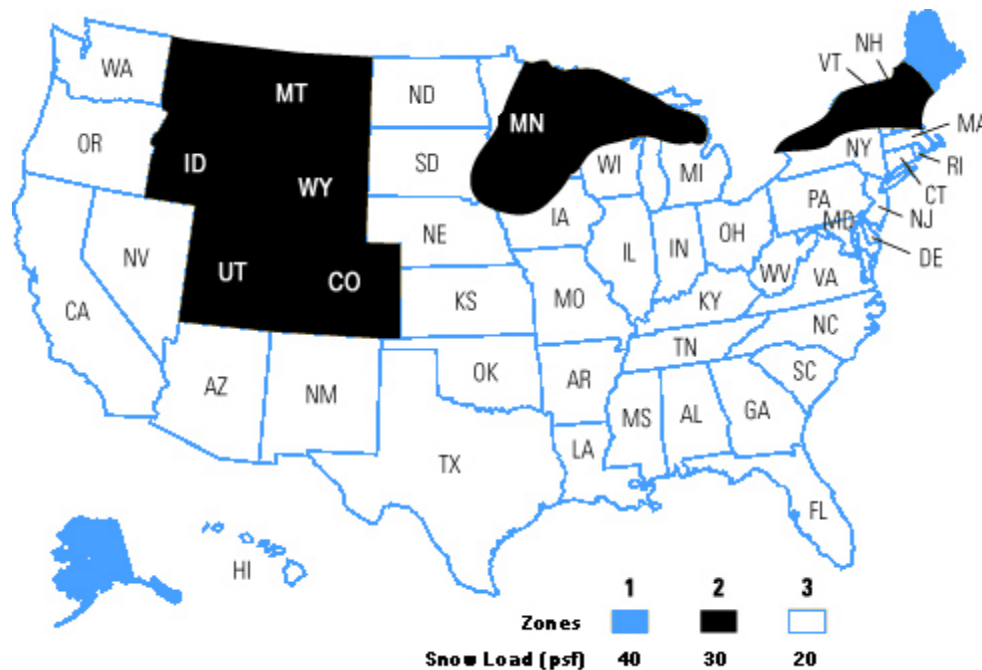 NH
VT
WA
MT
ND
MN
MA
OR
ID
SD
WI
MI
NY
RI
WY
CT
PA
NJ
IA
NE
OH
MD
DE
NV
UT
CO
IL
IN
WV
VA
CA
KS
MO
KY
NC
TN
AZ
NM
OK
AR
SC
MS
AL
GA
LA
TX
FL
HI
1 2 3
Zones
Snow Load (psf) 40 30 20